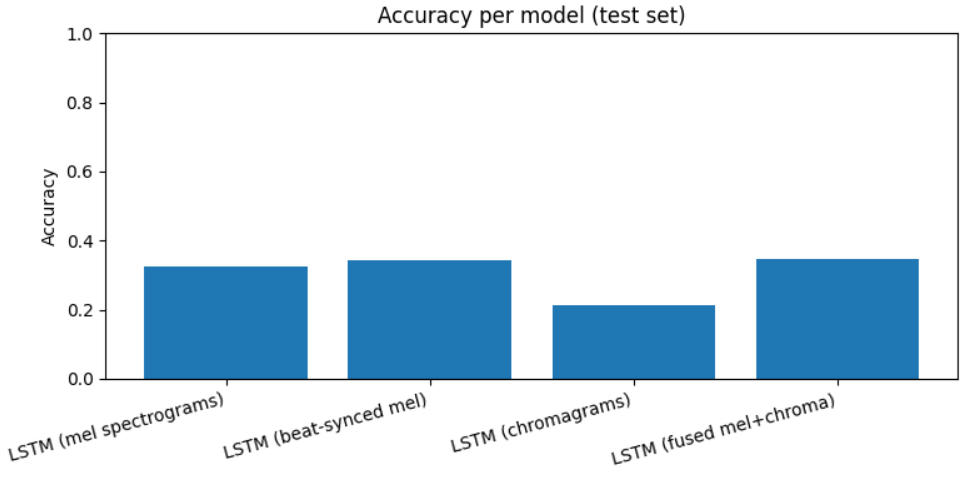 Accuracy per model (test set)
1.0
0.8
0.6
0.4
0.2
0.0
Accuracy
LSTM (mel spectrograms)
LSTM (beat-synced mel)
LSTM (chromagrams)
LSTM (fused mel+chroma)